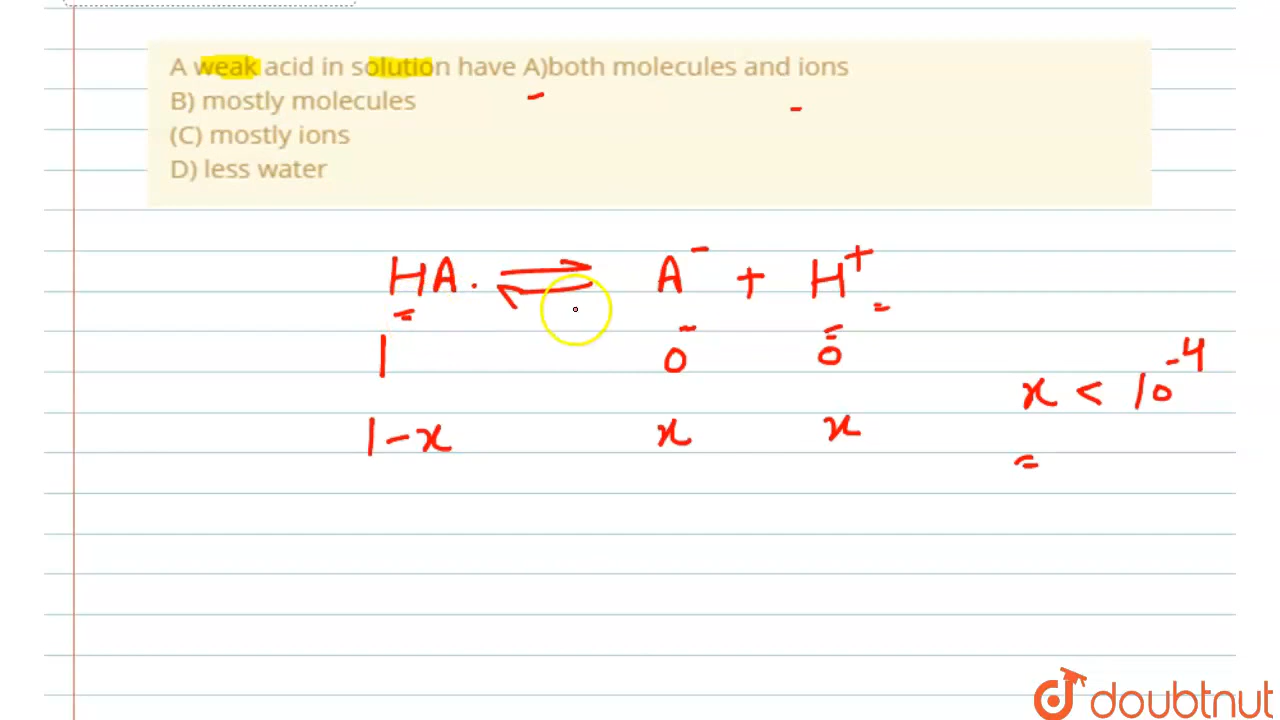 A weak acid in solution have A)both molecules and ions
B) mostly molecules
(C) mostly ions
D) less water
HA. ⇌ A⁻ + H⁺
1 0 0
x < 10⁻⁴
1-x x x
doubtnut